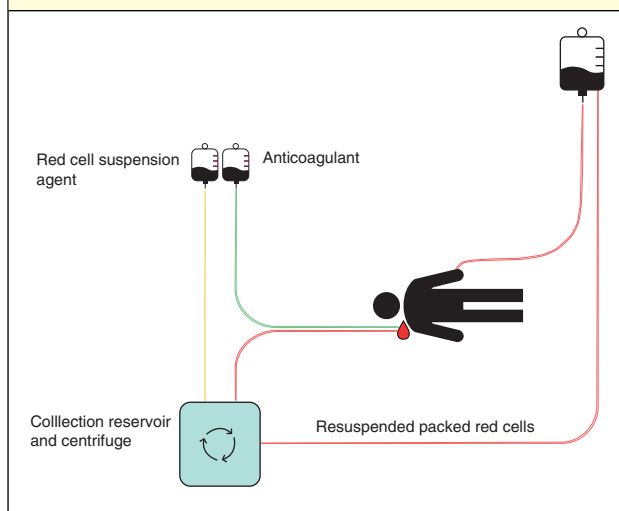 Red cell suspension
agent
Anticoagulant
Colllection reservoir
and centrifuge
Resuspended packed red cells